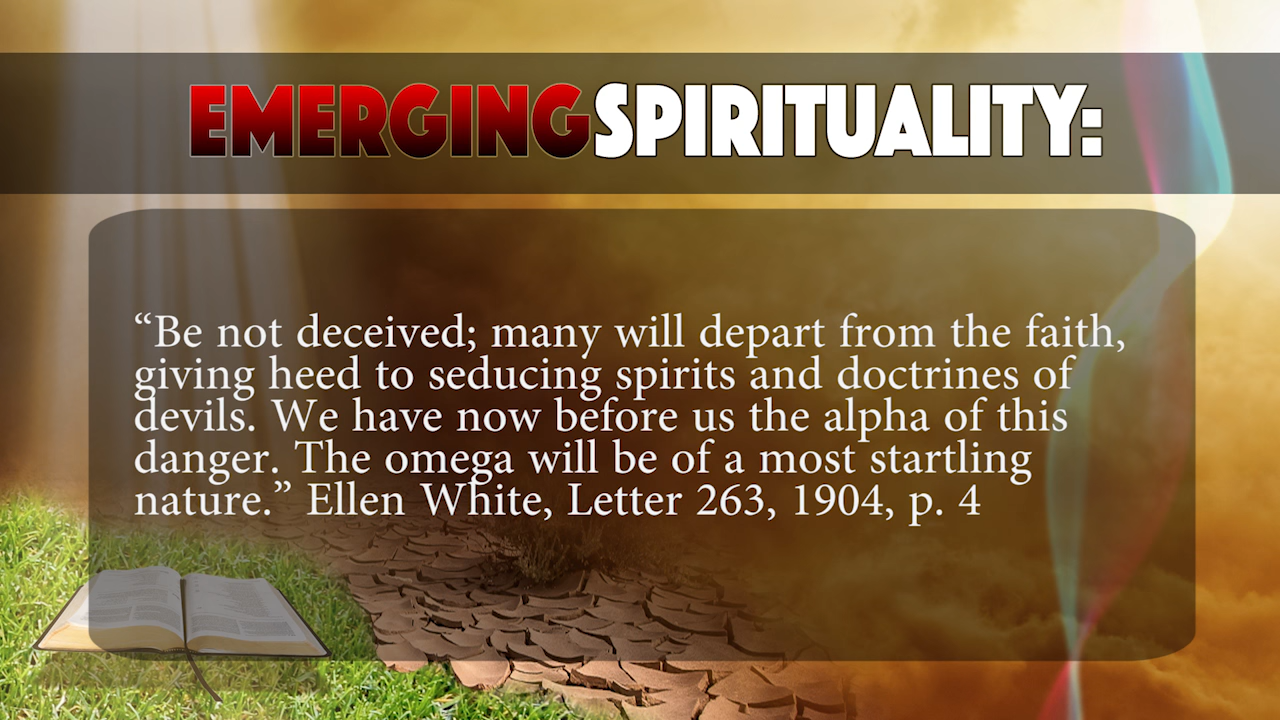 EMERGINGSPIRITUALITY:
“Be not deceived; many will depart from the faith,
giving heed to seducing spirits and doctrines of
devils. We have now before us the alpha of this
danger. The omega will be of a most startling
nature.” Ellen White, Letter 263, 1904, p. 4